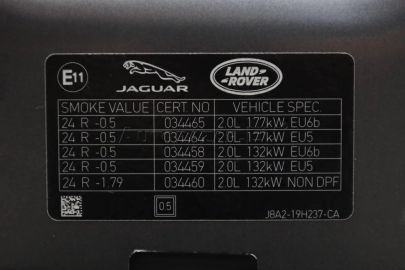 E11 JAGUAR LAND ROVER
SMOKE VALUE CERT. NO VEHICLE SPEC.
24 R -0.5 034465 2.0L 177kW EU6b
24 R -0.5 034464 2.0L 177kW EU5
24 R -0.5 034458 2.0L 132kW EU6b
24 R -0.5 034459 2.0L 132kW EU5
24 R -1.79 034460 2.0L 132kW NON DPF
0.5
J8A2-19H237-CA